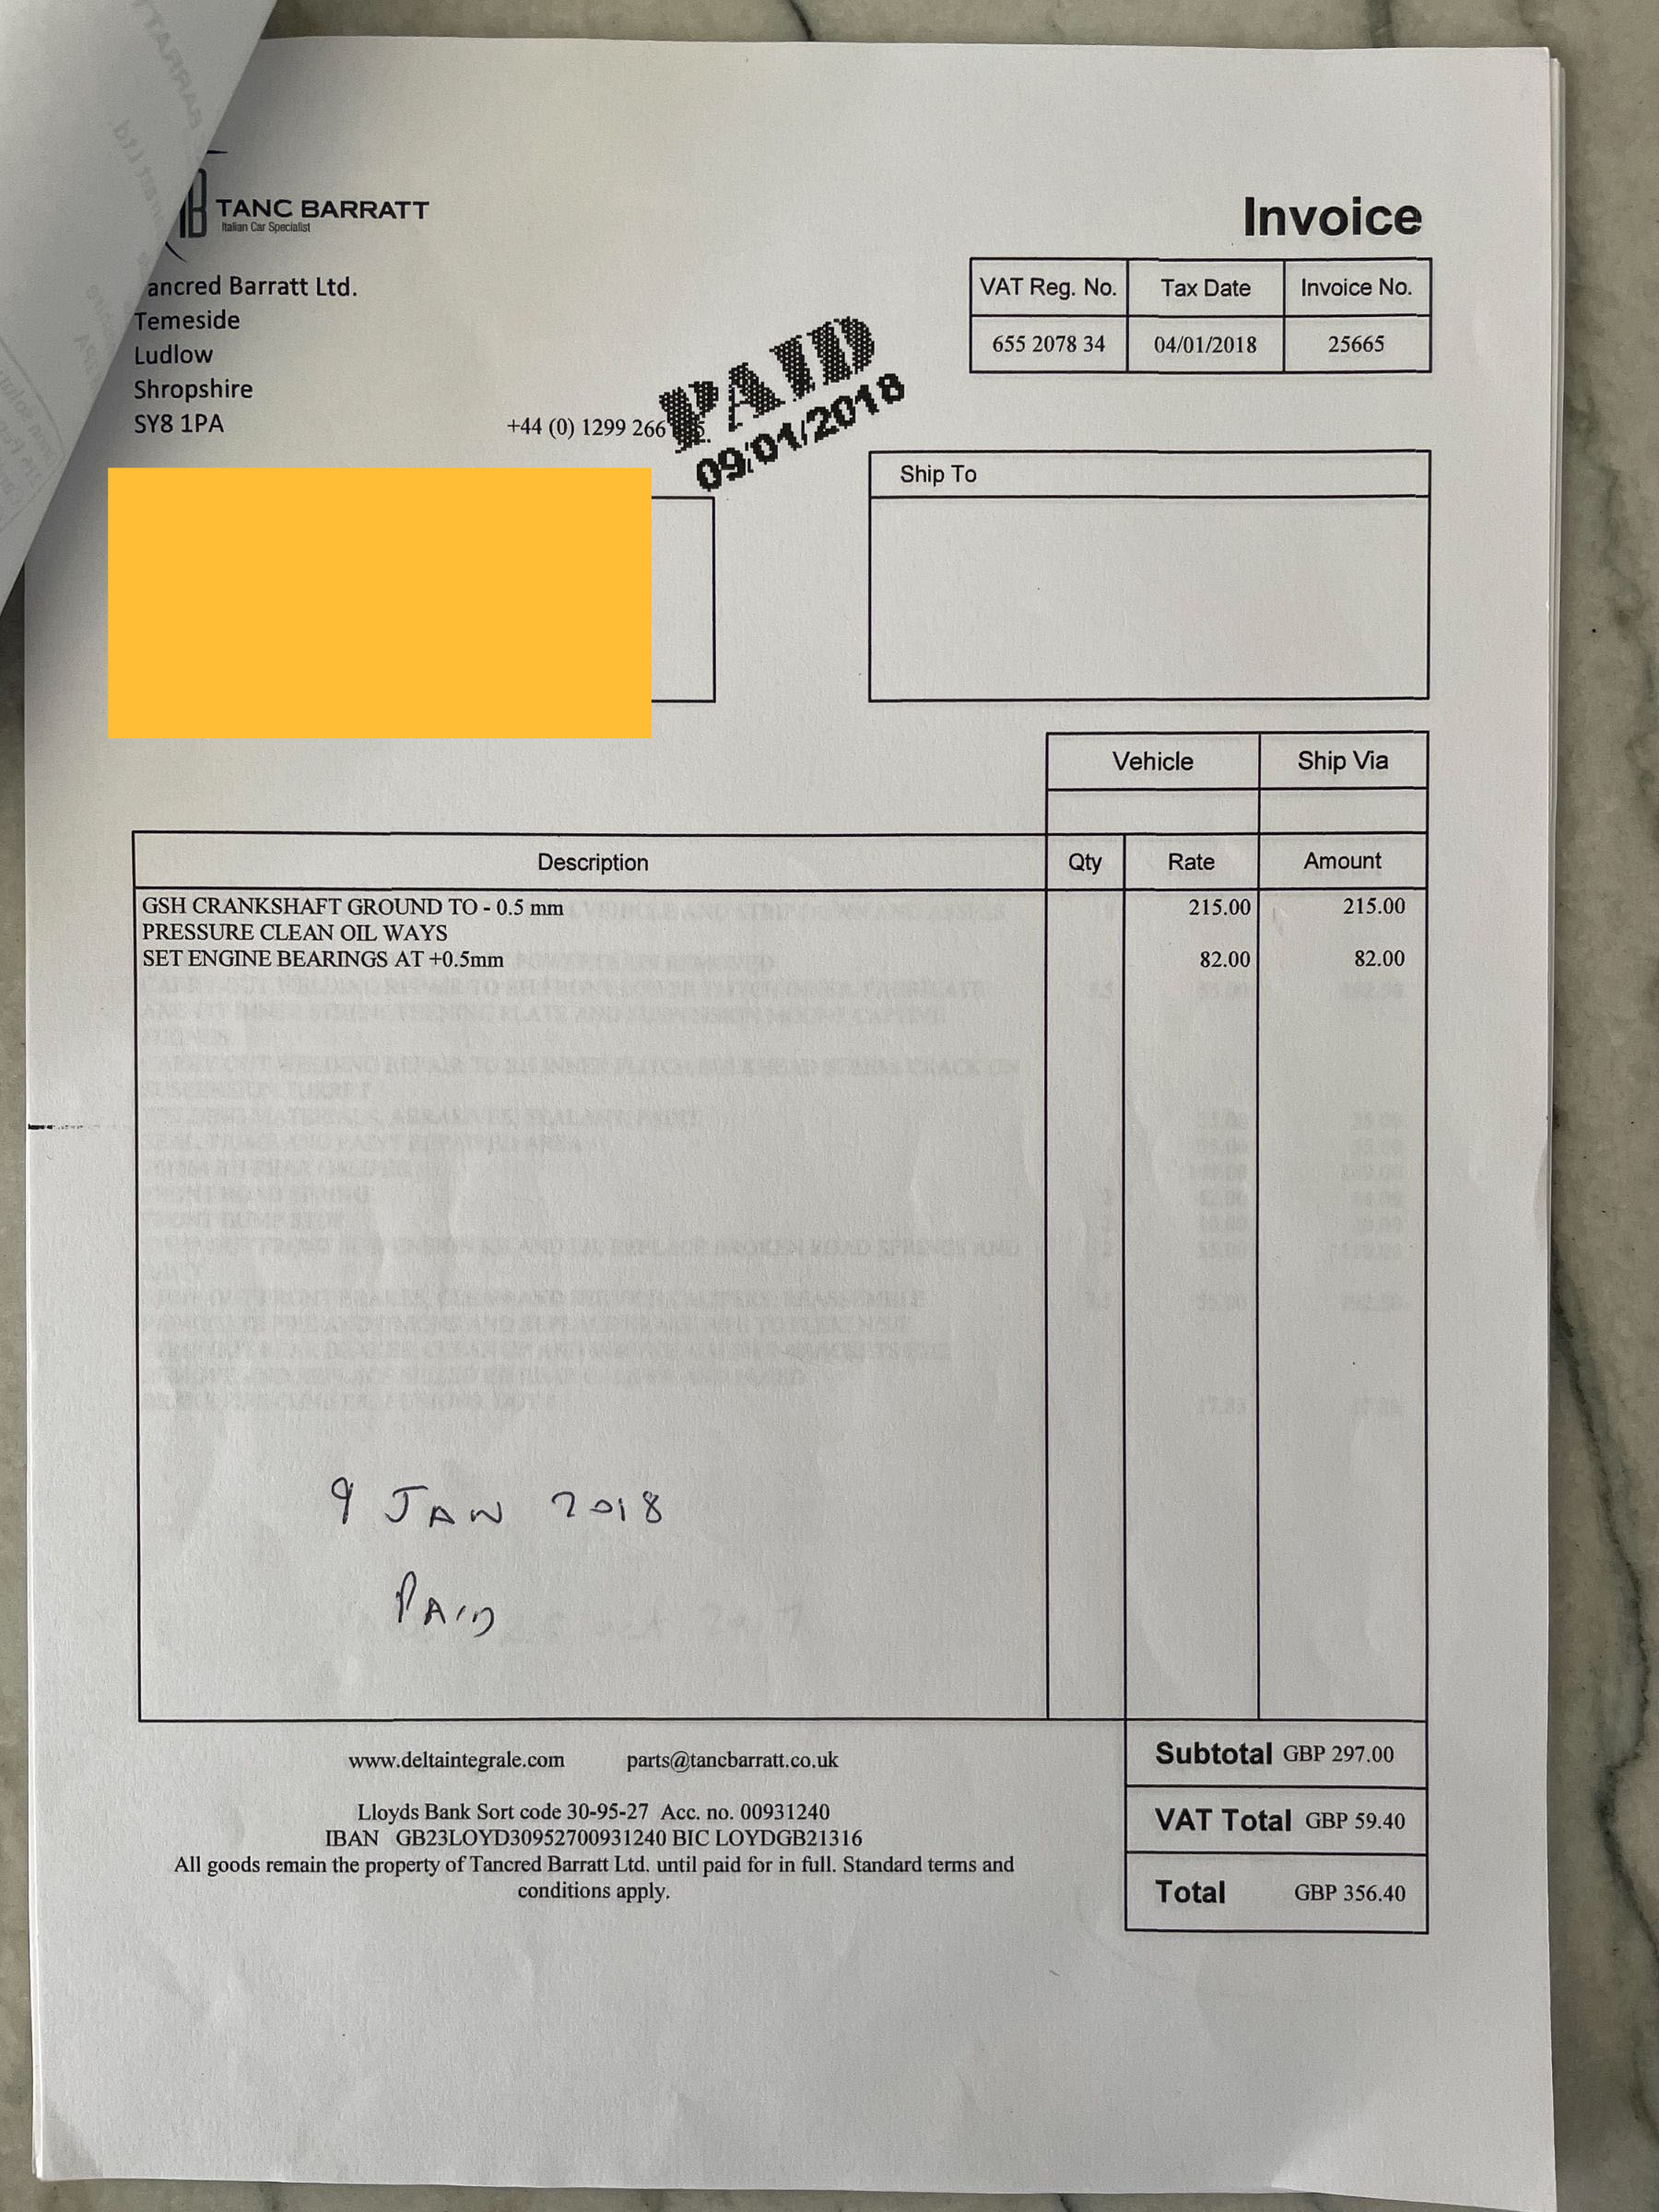 TANC BARRATT
Italian Car Specialist
Invoice
ancred Barratt Ltd.
Temeside
Ludlow
Shropshire
SY8 1PA
+44 (0) 1299 266
PAID
09/01/2018
VAT Reg. No. Tax Date Invoice No.
655 2078 34 04/01/2018 25665
Ship To
Vehicle Ship Via
Description Qty Rate Amount
GSH CRANKSHAFT GROUND TO - 0.5 mm 215.00 215.00
PRESSURE CLEAN OIL WAYS
SET ENGINE BEARINGS AT +0.5mm 82.00 82.00
9 JAN 2018
PAID
www.deltaintegrale.com parts@tancbarratt.co.uk
Lloyds Bank Sort code 30-95-27 Acc. no. 00931240
IBAN GB23LOYD30952700931240 BIC LOYDGB21316
All goods remain the property of Tancred Barratt Ltd. until paid for in full. Standard terms and
conditions apply.
Subtotal GBP 297.00
VAT Total GBP 59.40
Total GBP 356.40